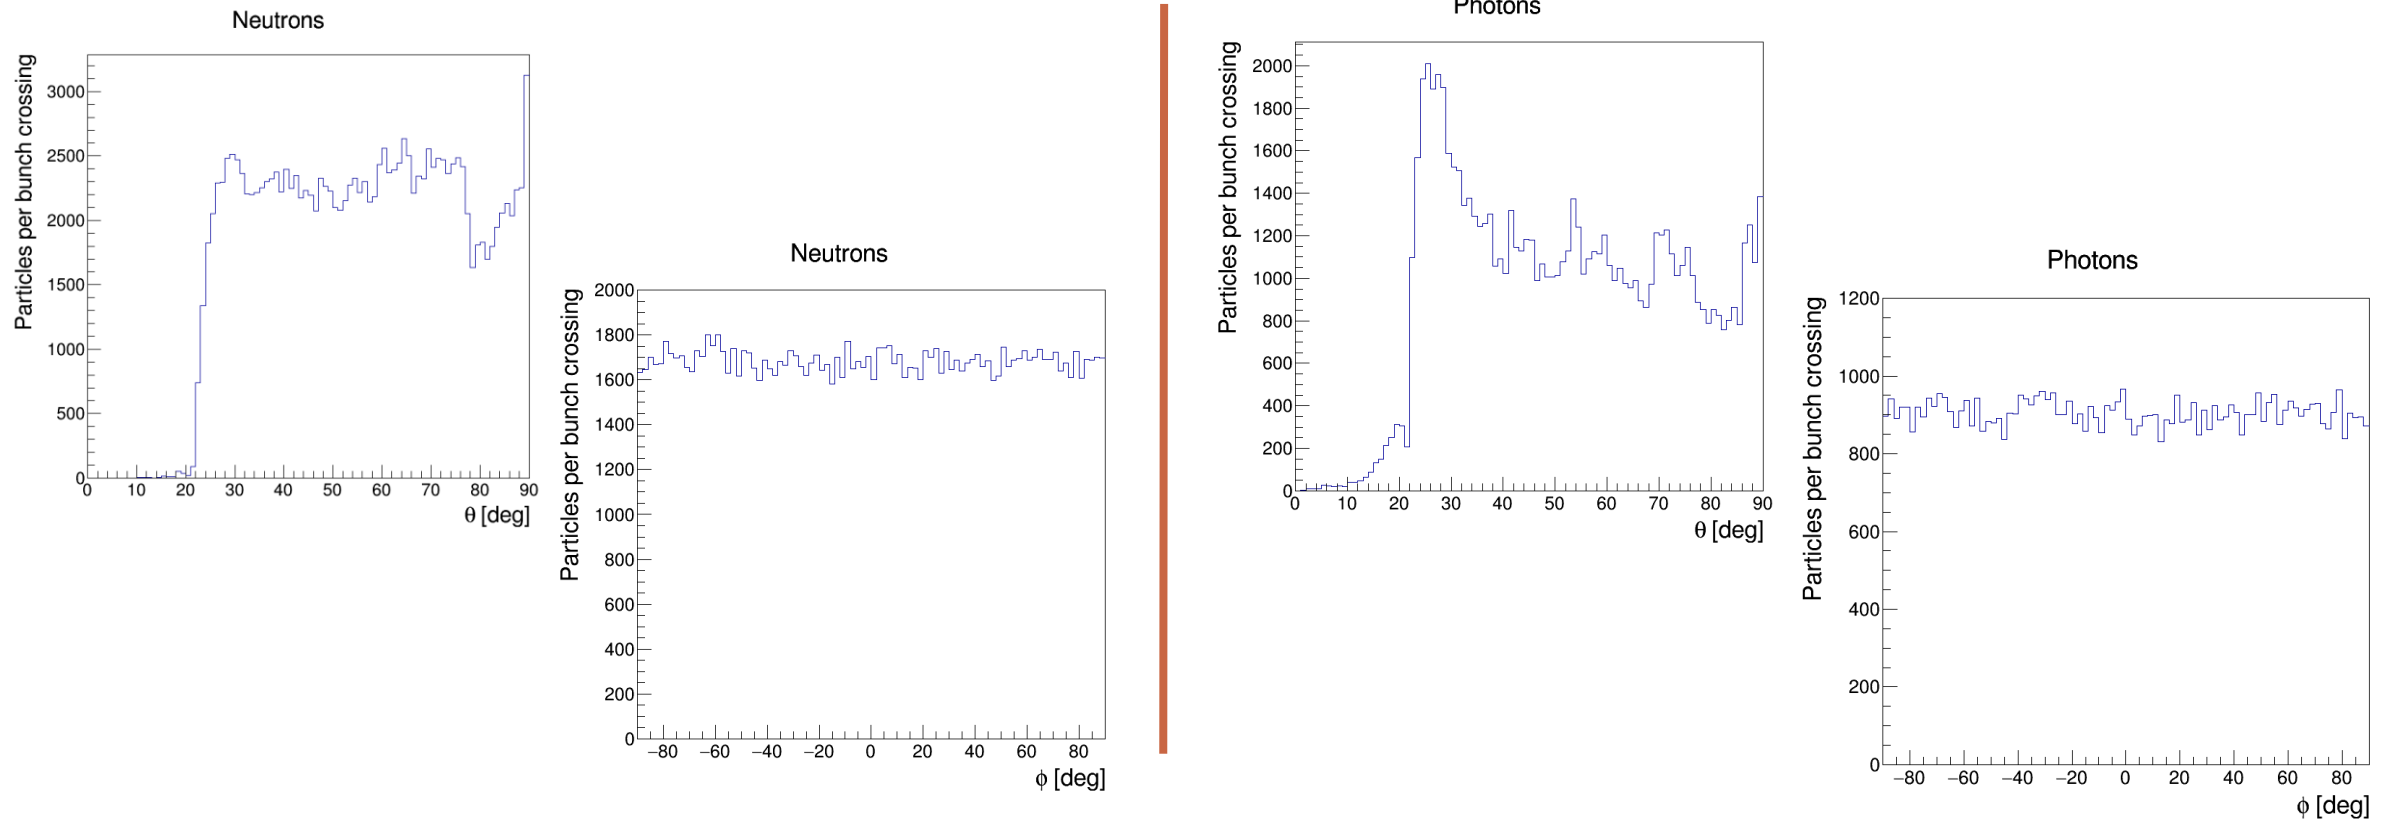 Neutrons
Particles per bunch crossing
3000
2500
2000
1500
1000
500
0
0 10 20 30 40 50 60 70 80 90
θ [deg]
Neutrons
Particles per bunch crossing
2000
1800
1600
1400
1200
1000
800
600
400
200
0
−80 −60 −40 −20 0 20 40 60 80
ϕ [deg]
Photons
Particles per bunch crossing
2000
1800
1600
1400
1200
1000
800
600
400
200
0
0 10 20 30 40 50 60 70 80 90
θ [deg]
Photons
Particles per bunch crossing
1200
1000
800
600
400
200
0
−80 −60 −40 −20 0 20 40 60 80
ϕ [deg]